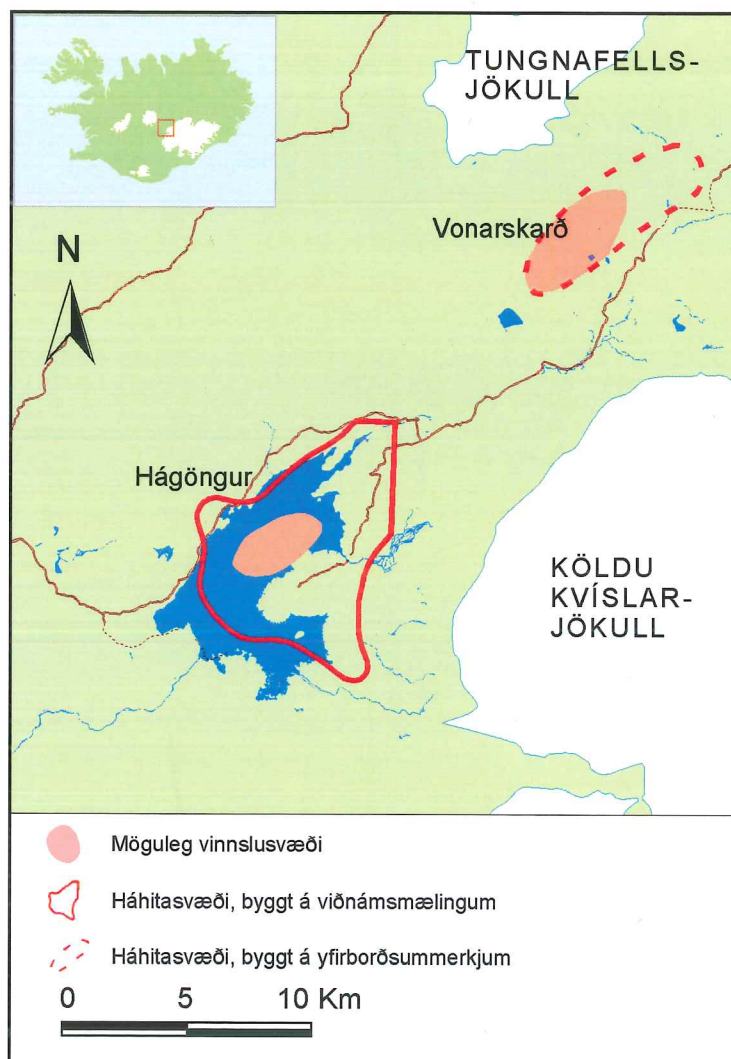 TUNGNAFELLS-
JÖKULL
Vonarskarð
N
Hágöngur
KÖLDU
KVÍSLAR-
JÖKULL
Möguleg vinnslusvæði
Háhitasvæði, byggt á viðnámsmælingum
Háhitasvæði, byggt á yfirborðsummerkjum
0 5 10 Km